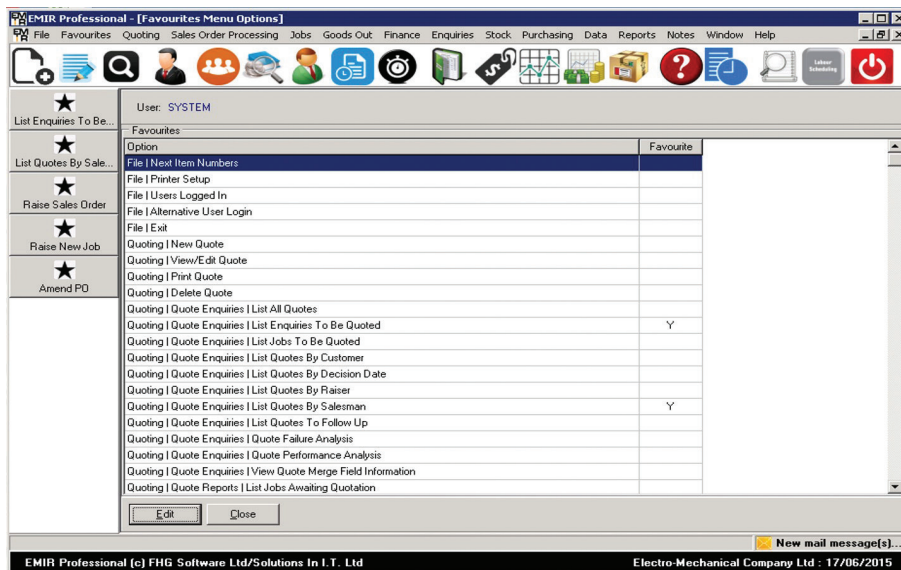 EMIR Professional - [Favourites Menu Options]
File Favourites Quoting Sales Order Processing Jobs Goods Out Finance Enquiries Stock Purchasing Data Reports Notes Window Help
Labour Scheduling
List Enquiries To Be...
List Quotes By Sale...
Raise Sales Order
Raise New Job
Amend PO
User: SYSTEM
Favourites
Option Favourite
File | Next Item Numbers
File | Printer Setup
File | Users Logged In
File | Alternative User Login
File | Exit
Quoting | New Quote
Quoting | View/Edit Quote
Quoting | Print Quote
Quoting | Delete Quote
Quoting | Quote Enquiries | List All Quotes
Quoting | Quote Enquiries | List Enquiries To Be Quoted Y
Quoting | Quote Enquiries | List Jobs To Be Quoted
Quoting | Quote Enquiries | List Quotes By Customer
Quoting | Quote Enquiries | List Quotes By Decision Date
Quoting | Quote Enquiries | List Quotes By Raiser
Quoting | Quote Enquiries | List Quotes By Salesman Y
Quoting | Quote Enquiries | List Quotes To Follow Up
Quoting | Quote Enquiries | Quote Failure Analysis
Quoting | Quote Enquiries | Quote Performance Analysis
Quoting | Quote Enquiries | View Quote Merge Field Information
Quoting | Quote Reports | List Jobs Awaiting Quotation
Edit Close
New mail message(s)...
EMIR Professional (c) FHG Software Ltd/Solutions In I.T. Ltd Electro-Mechanical Company Ltd : 17/06/2015